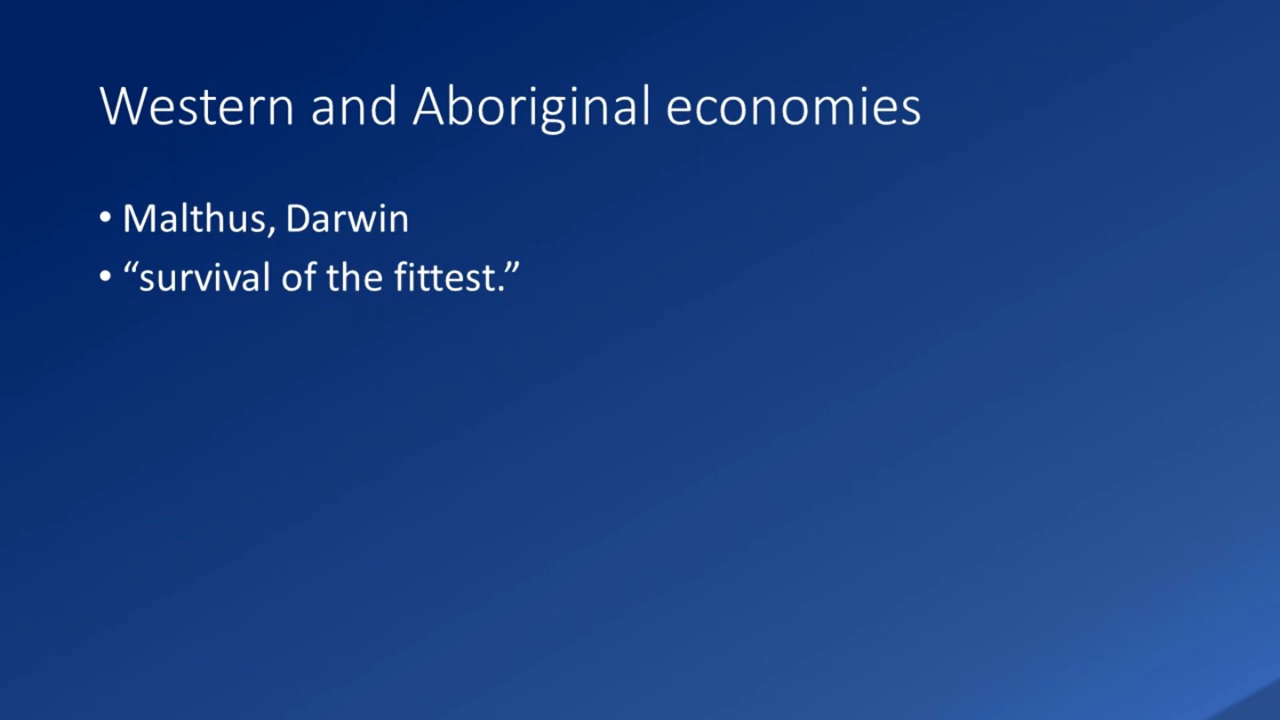 Western and Aboriginal economies
• Malthus, Darwin
• “survival of the fittest.”